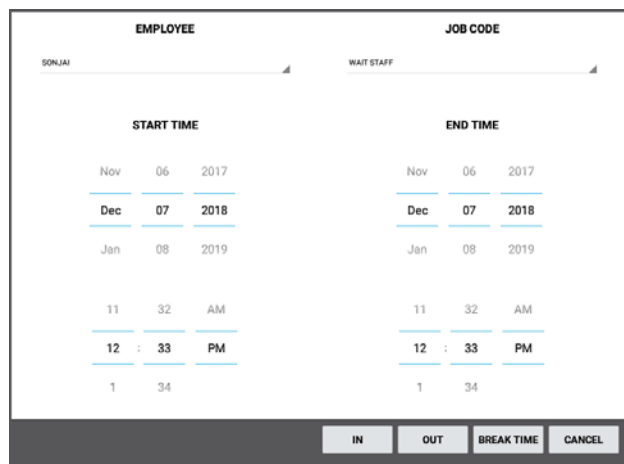 EMPLOYEE JOB CODE
SONJAI WAIT STAFF
START TIME END TIME
Nov 06 2017 Nov 06 2017
Dec 07 2018 Dec 07 2018
Jan 08 2019 Jan 08 2019
11 32 AM 11 32 AM
12 : 33 PM 12 : 33 PM
1 34 1 34
IN OUT BREAK TIME CANCEL